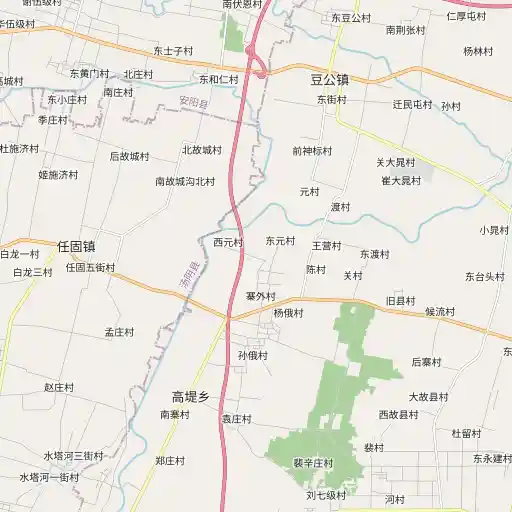 谢伍级村
南伏恩村
东豆公村
仁厚屯村
华伍级村
南荆张村
东士子村
杨林村
东黄门村
北庄村
东和仁村
豆公镇
南庄村
东小庄村
安阳县
东街村
迁民屯村
孙村
季庄村
杜施济村
后故城村
北故城村
前神标村
关大晁村
姬施济村
南故城沟北村
崔大晁村
元村
渡村
小晁村
任固镇
西元村
东元村
王营村
白龙一村
东渡村
任固五街村
白龙三村
汤阴县
陈村
关村
东台头村
寨外村
旧县村
杨俄村
候流村
孟庄村
孙俄村
后寨村
赵庄村
高堤乡
大故县村
南寨村
袁庄村
西故县村
杜留村
裴村
水塔河三街村
郑庄村
裴辛庄村
东永建村
水塔河一街村
刘七级村
河村